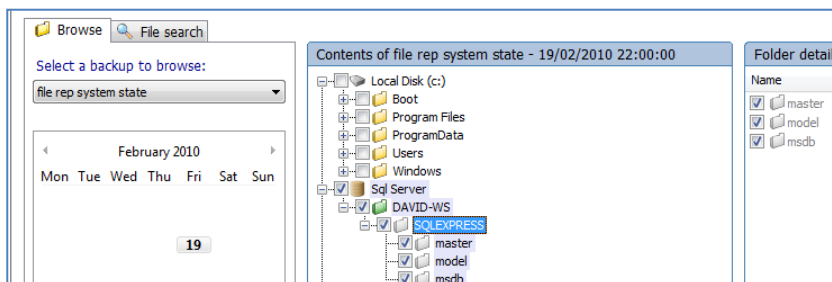 Browse
File search
Select a backup to browse:
file rep system state
February 2010
Mon Tue Wed Thu Fri Sat Sun
19
Contents of file rep system state - 19/02/2010 22:00:00
Local Disk (c:)
Boot
Program Files
ProgramData
Users
Windows
Sql Server
DAVID-WS
SQLEXPRESS
master
model
msdb
Folder detail
Name
master
model
msdb